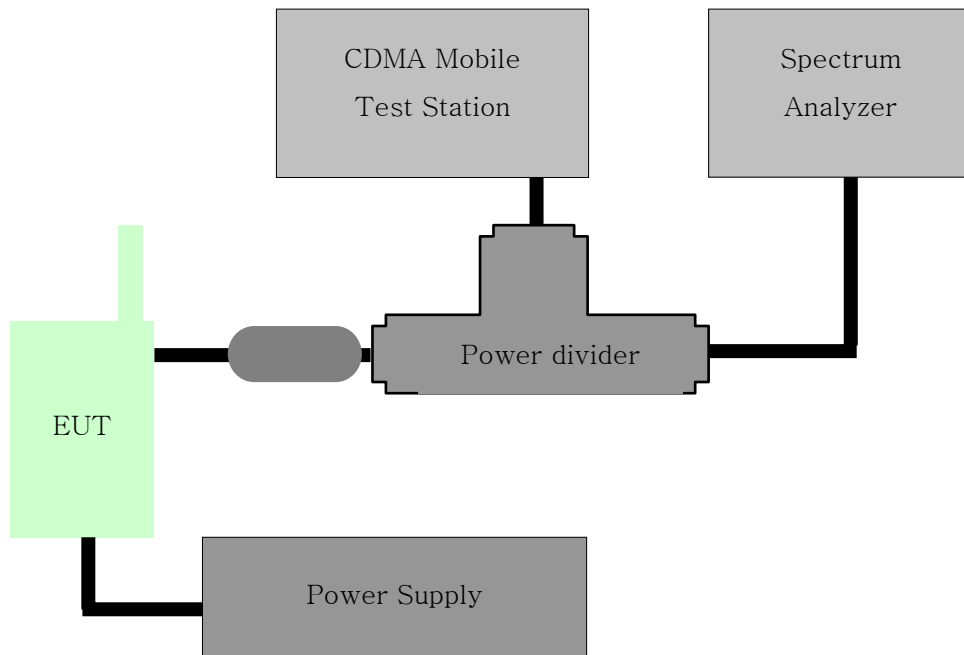 CDMA Mobile
Test Station
Spectrum
Analyzer
Power divider
EUT
Power Supply